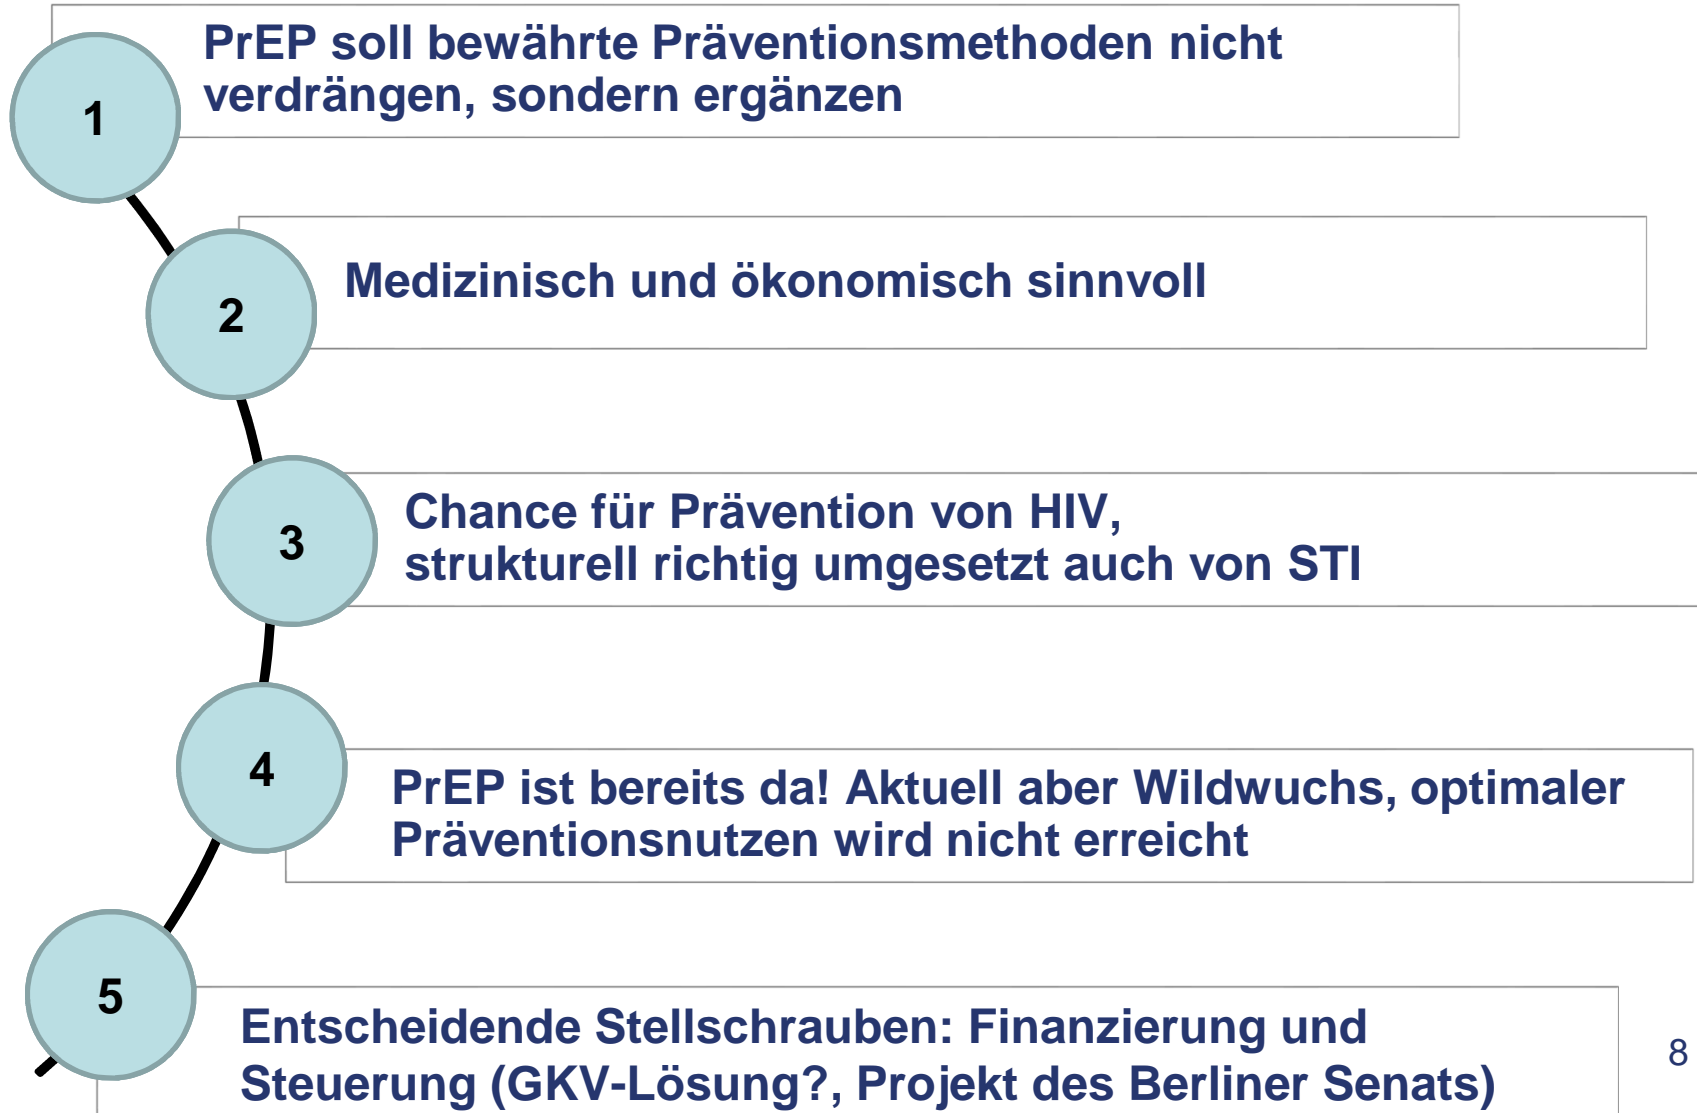 1
PrEP soll bewährte Präventionsmethoden nicht
verdrängen, sondern ergänzen
2
Medizinisch und ökonomisch sinnvoll
3
Chance für Prävention von HIV,
strukturell richtig umgesetzt auch von STI
4
PrEP ist bereits da! Aktuell aber Wildwuchs, optimaler
Präventionsnutzen wird nicht erreicht
5
Entscheidende Stellschrauben: Finanzierung und
Steuerung (GKV-Lösung?, Projekt des Berliner Senats)
8